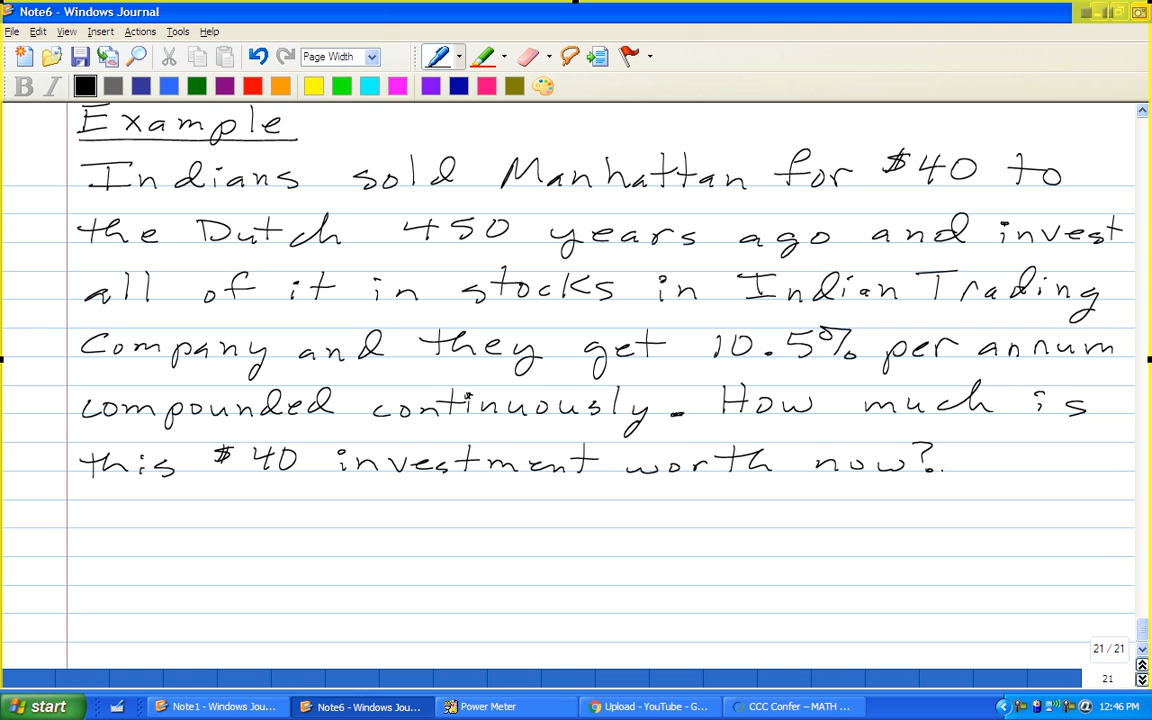 Note6 - Windows Journal
File Edit View Insert Actions Tools Help
Page Width
B I
Example
Indians sold Manhattan for $40 to
the Dutch 450 years ago and invest
all of it in stocks in Indian Trading
Company and they get 10.5% per annum
compounded continuously. How much is
this $40 investment worth now?
21 / 21
21
start Note1 - Windows Jou... Note6 - Windows Jou... Power Meter Upload - YouTube - G... CCC Confer – MATH ... 12:46 PM